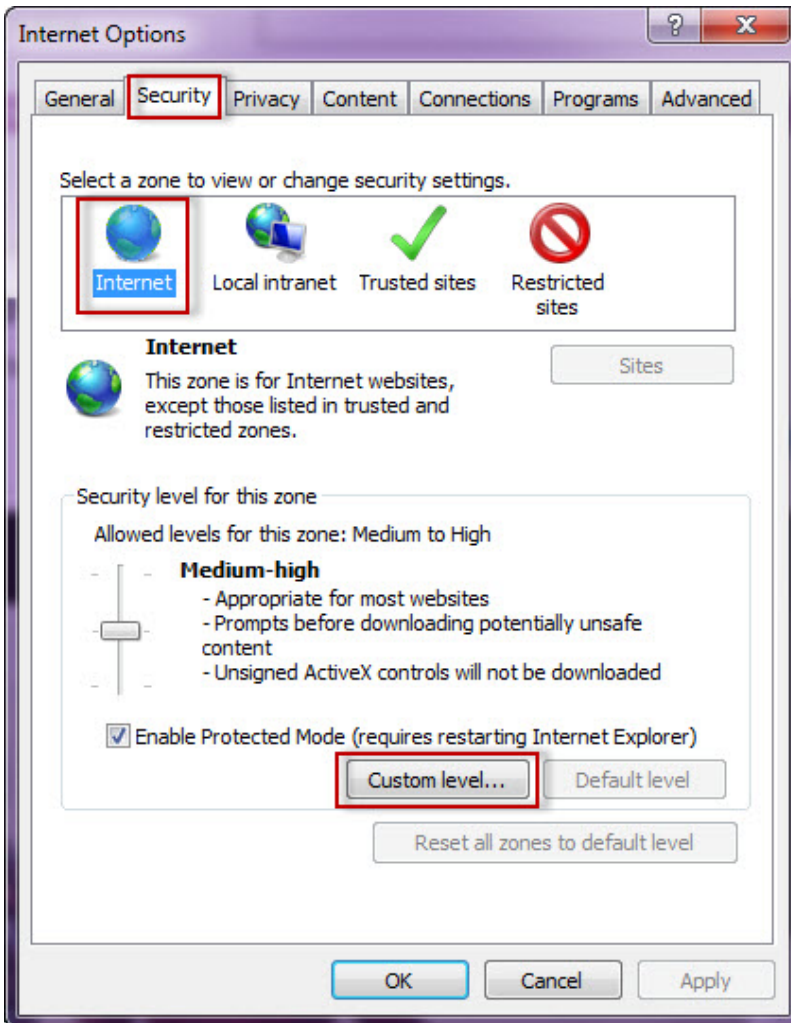 Internet Options
?
X
General Security Privacy Content Connections Programs Advanced
Select a zone to view or change security settings.
Internet Local intranet Trusted sites Restricted
sites
Internet
Sites
This zone is for Internet websites,
except those listed in trusted and
restricted zones.
Security level for this zone
Allowed levels for this zone: Medium to High
Medium-high
- Appropriate for most websites
- Prompts before downloading potentially unsafe
content
- Unsigned ActiveX controls will not be downloaded
Enable Protected Mode (requires restarting Internet Explorer)
Custom level... Default level
Reset all zones to default level
OK Cancel Apply